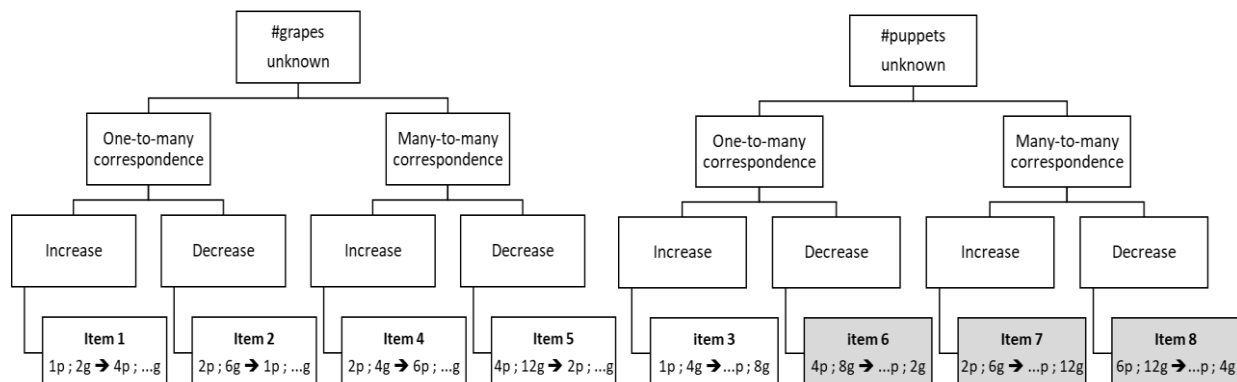 #grapes
unknown
#puppets
unknown
One-to-many
correspondence
Many-to-many
correspondence
One-to-many
correspondence
Many-to-many
correspondence
Increase
Decrease
Increase
Decrease
Increase
Decrease
Increase
Decrease
Item 1
1p ; 2g ➔ 4p ; ...g
Item 2
2p ; 6g ➔ 1p ; ...g
Item 4
2p ; 4g ➔ 6p ; ...g
Item 5
4p ; 12g ➔ 2p ; ...g
item 3
1p ; 4g ➔ ...p ; 8g
item 6
4p ; 8g ➔ ...p ; 2g
Item 7
2p ; 6g ➔ ...p ; 12g
Item 8
6p ; 12g ➔ ...p ; 4g